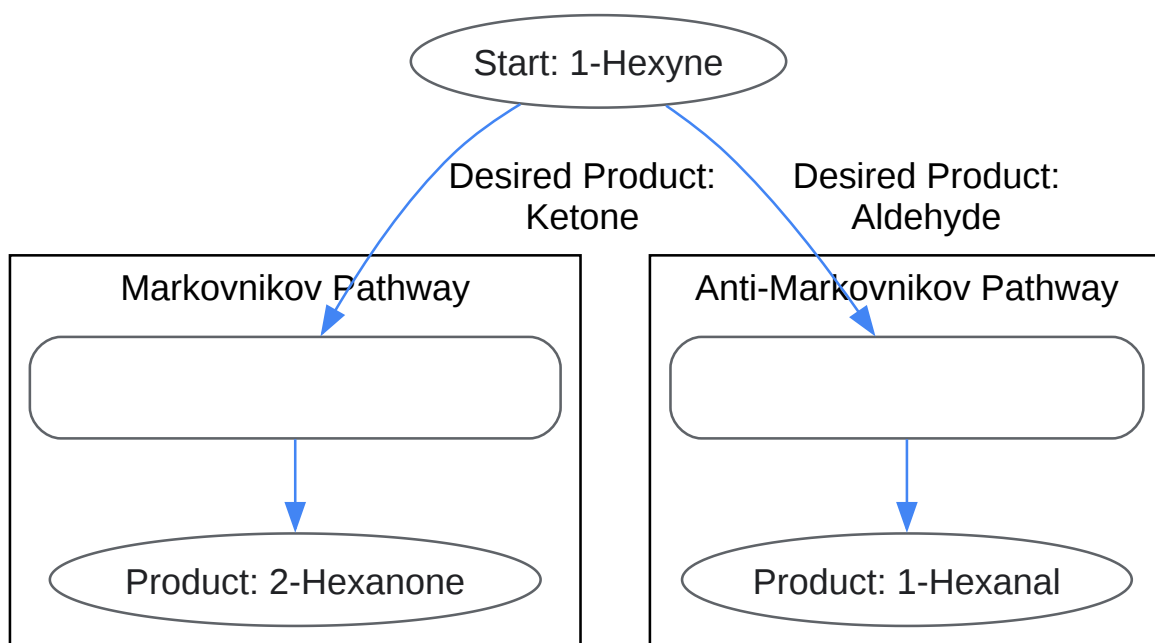 Start: 1-Hexyne
Desired Product:
Ketone
Desired Product:
Aldehyde
Markovnikov Pathway
Anti-Markovnikov Pathway
Product: 2-Hexanone
Product: 1-Hexanal